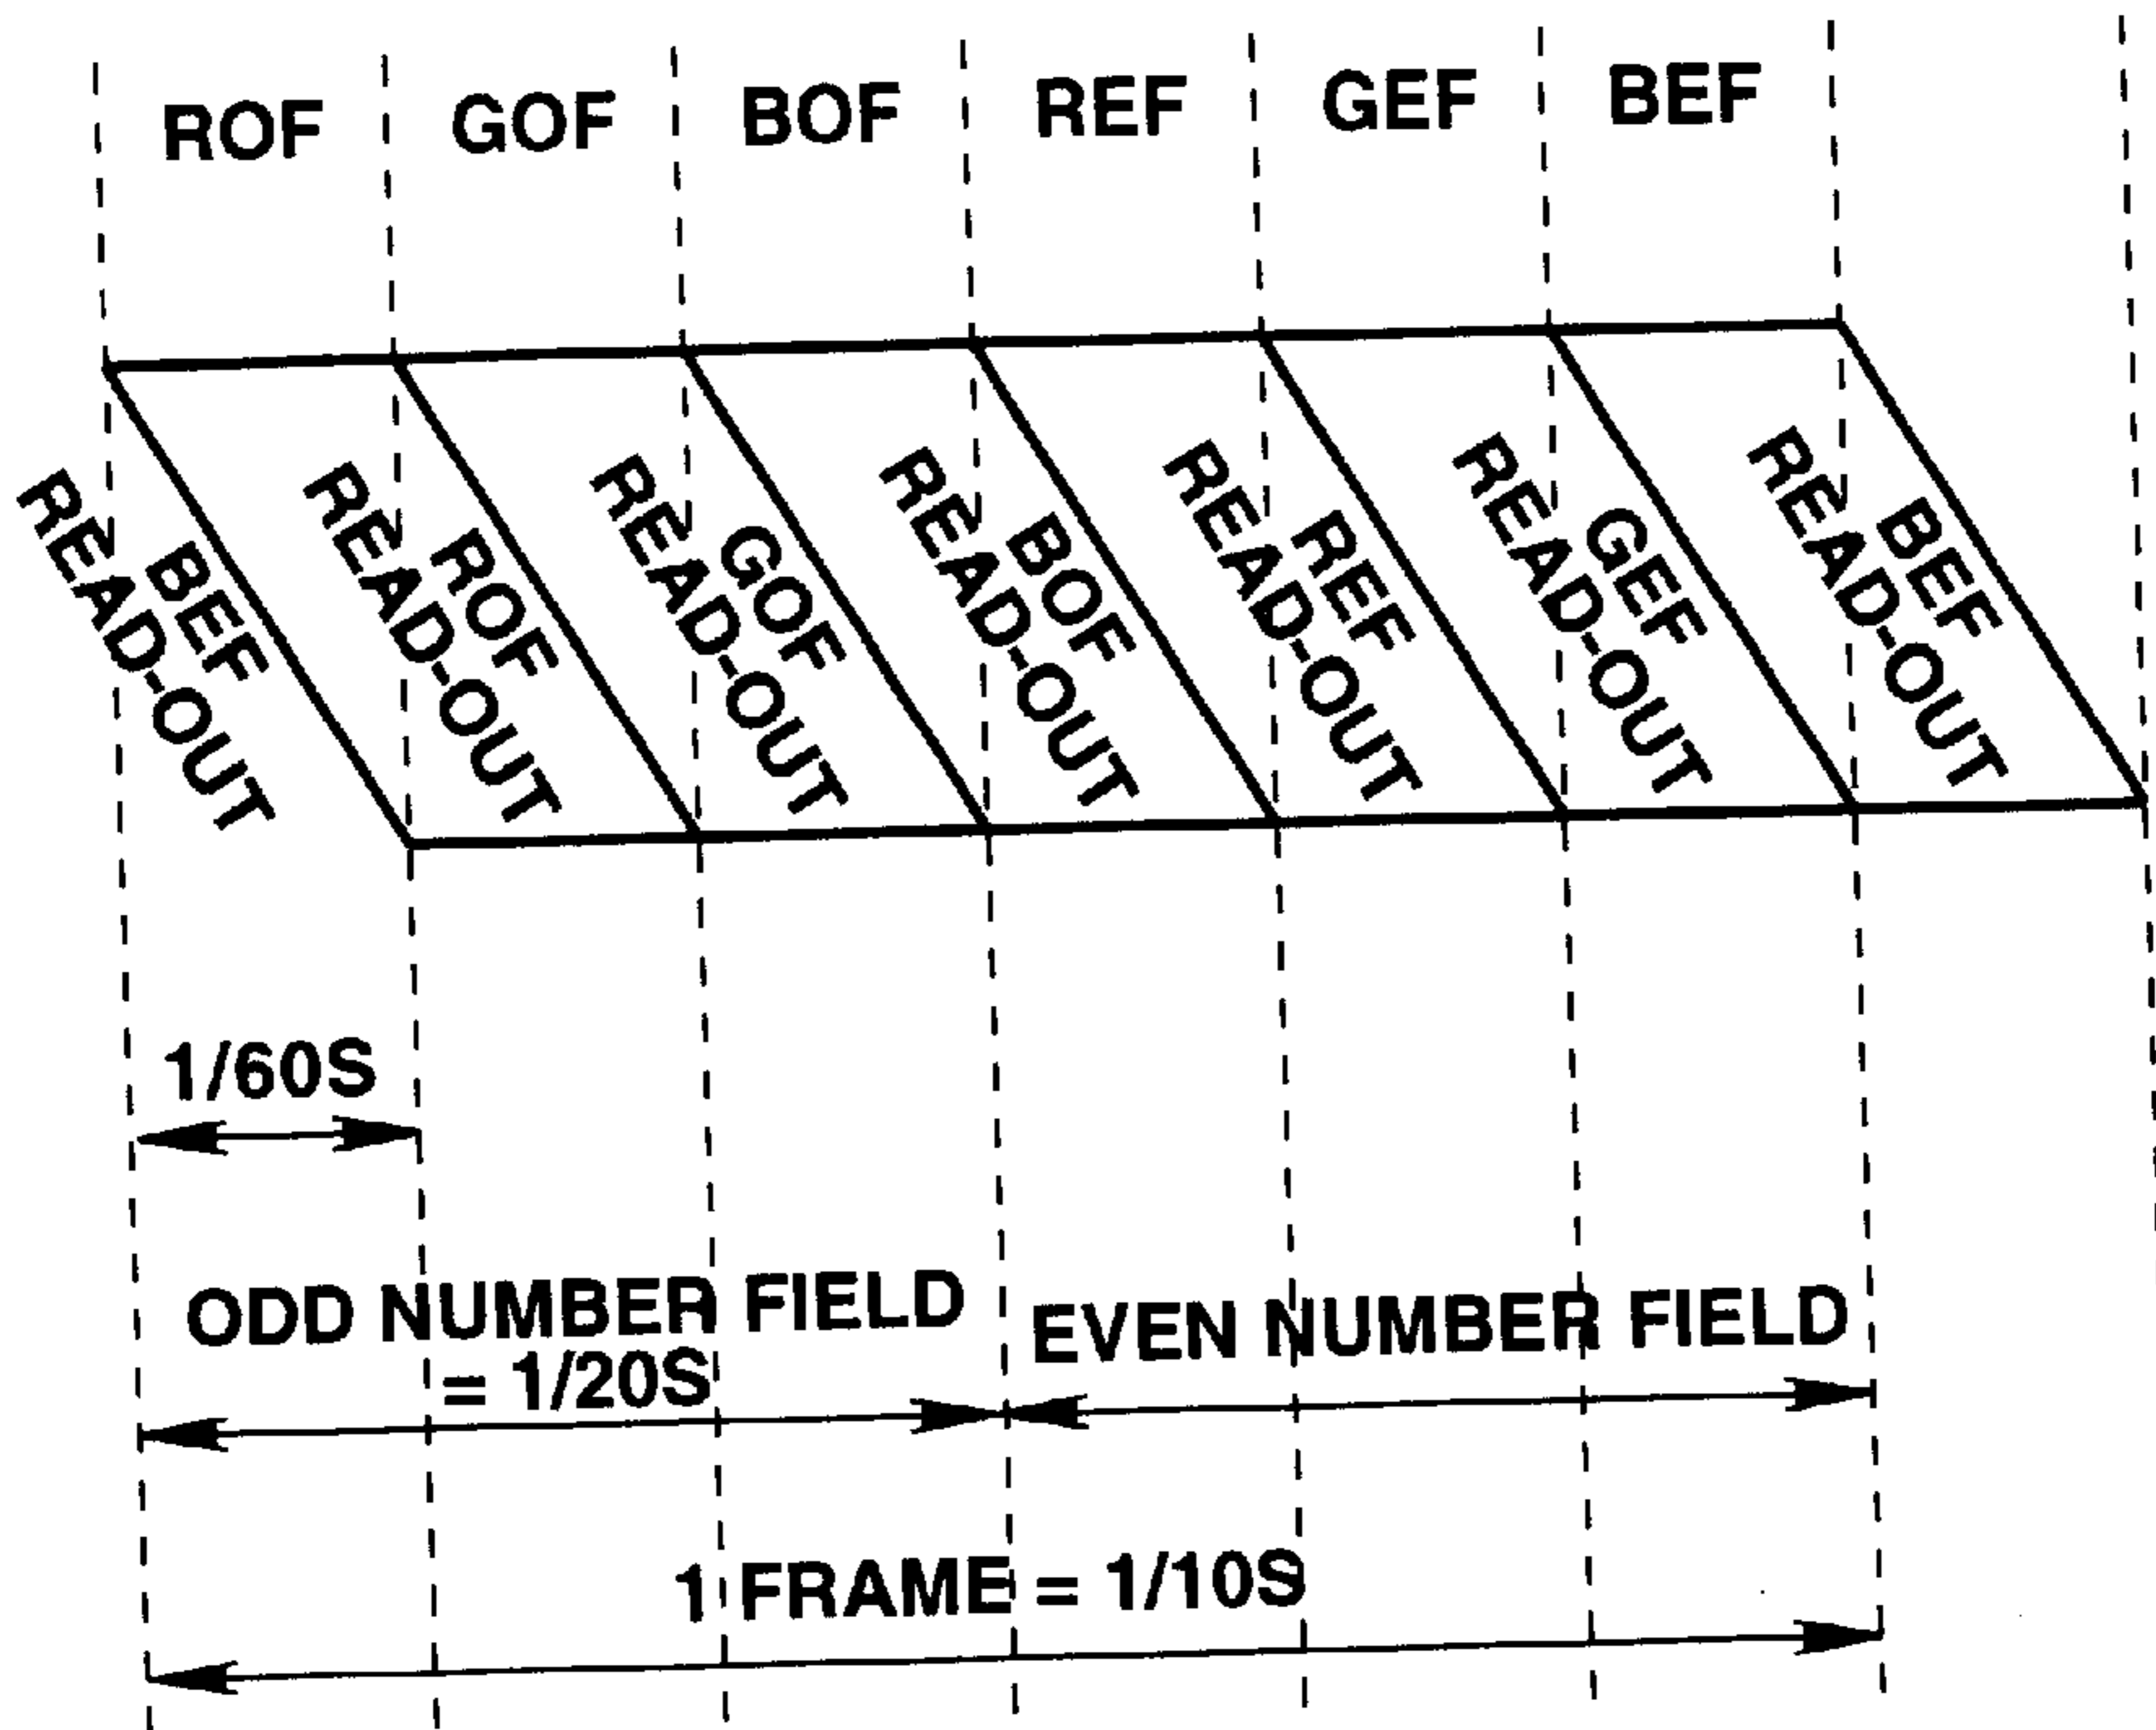 ROF
GOF
BOF
REF
GEF
BEF
BEF
READ-OUT
ROF
READ-OUT
GOF
READ-OUT
BOF
READ-OUT
REF
READ-OUT
GEF
READ-OUT
BEF
READ-OUT
1/60S
ODD NUMBER FIELD
= 1/20S
EVEN NUMBER FIELD
1 FRAME = 1/10S